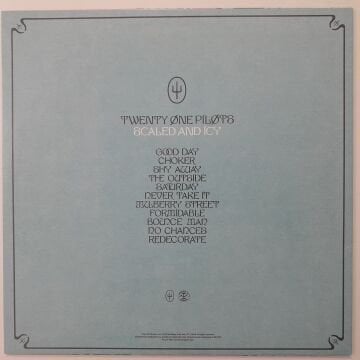 TWENTY ØNE PILØTS
SCALED AND ICY
GOOD DAY
CHOKER
SHY AWAY
THE OUTSIDE
SATURDAY
NEVER TAKE IT
MULBERRY STREET
FORMIDABLE
BOUNCE MAN
NO CHANCES
REDECORATE